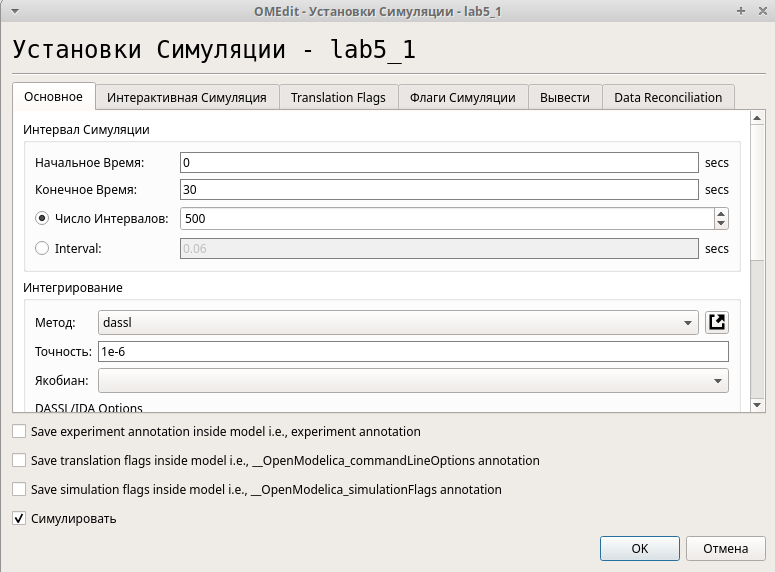 OMEdit - Установки Симуляции - lab5_1
Установки Симуляции - lab5_1
Основное Интерактивная Симуляция Translation Flags Флаги Симуляции Вывести Data Reconciliation
Интервал Симуляции
Начальное Время: 0 secs
Конечное Время: 30 secs
Число Интервалов: 500
Interval: 0.06 secs
Интегрирование
Метод: dassl
Точность: 1e-6
Якобиан:
DASSL/IDA Options
Save experiment annotation inside model i.e., experiment annotation
Save translation flags inside model i.e., __OpenModelica_commandLineOptions annotation
Save simulation flags inside model i.e., __OpenModelica_simulationFlags annotation
Симулировать
OK Отмена